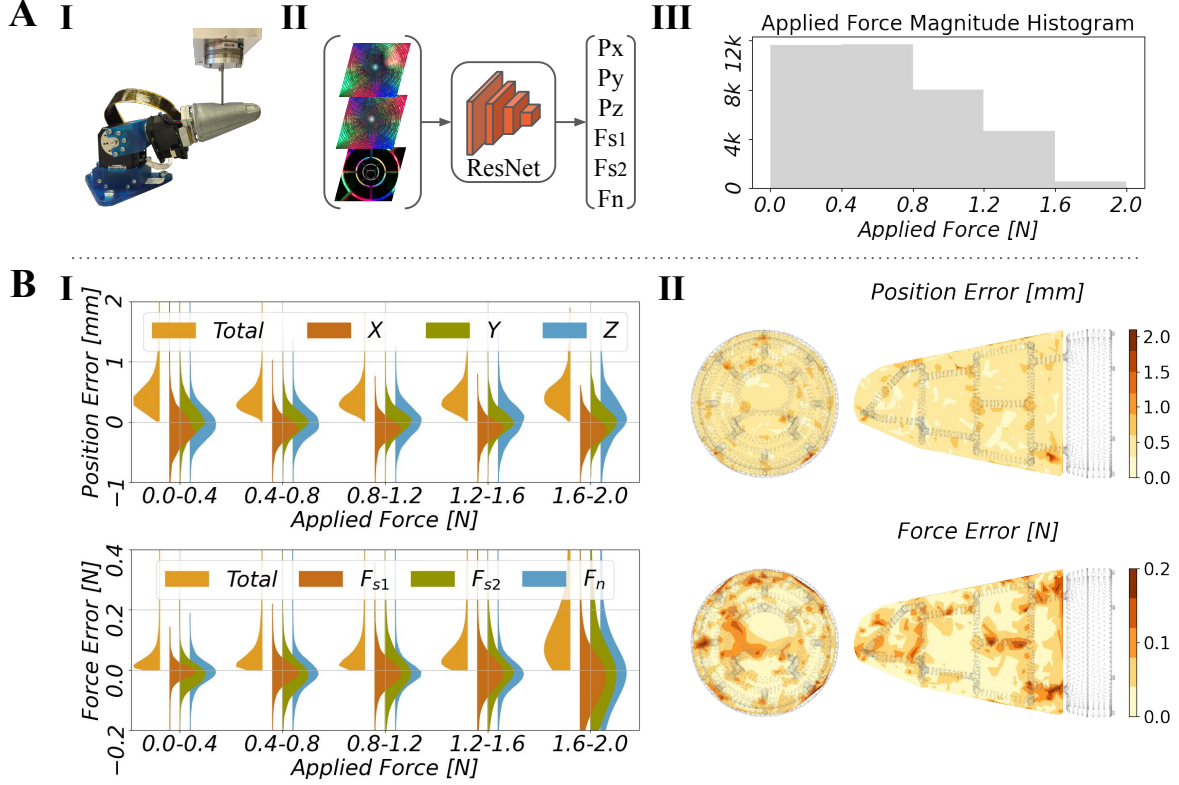 A
I
II
III
Px
Py
Pz
Fs1
Fs2
Fn
ResNet
Applied Force Magnitude Histogram
12k
8k
4k
0
0.0 0.4 0.8 1.2 1.6 2.0
Applied Force [N]
B
I
II
Position Error [mm]
2
1
0
−1
Total X Y Z
0.0-0.4 0.4-0.8 0.8-1.2 1.2-1.6 1.6-2.0
Applied Force [N]
Force Error [N]
0.4
0.2
0.0
−0.2
Total Fs1 Fs2 Fn
0.0-0.4 0.4-0.8 0.8-1.2 1.2-1.6 1.6-2.0
Applied Force [N]
Position Error [mm]
2.0
1.5
1.0
0.5
0.0
Force Error [N]
0.2
0.1
0.0